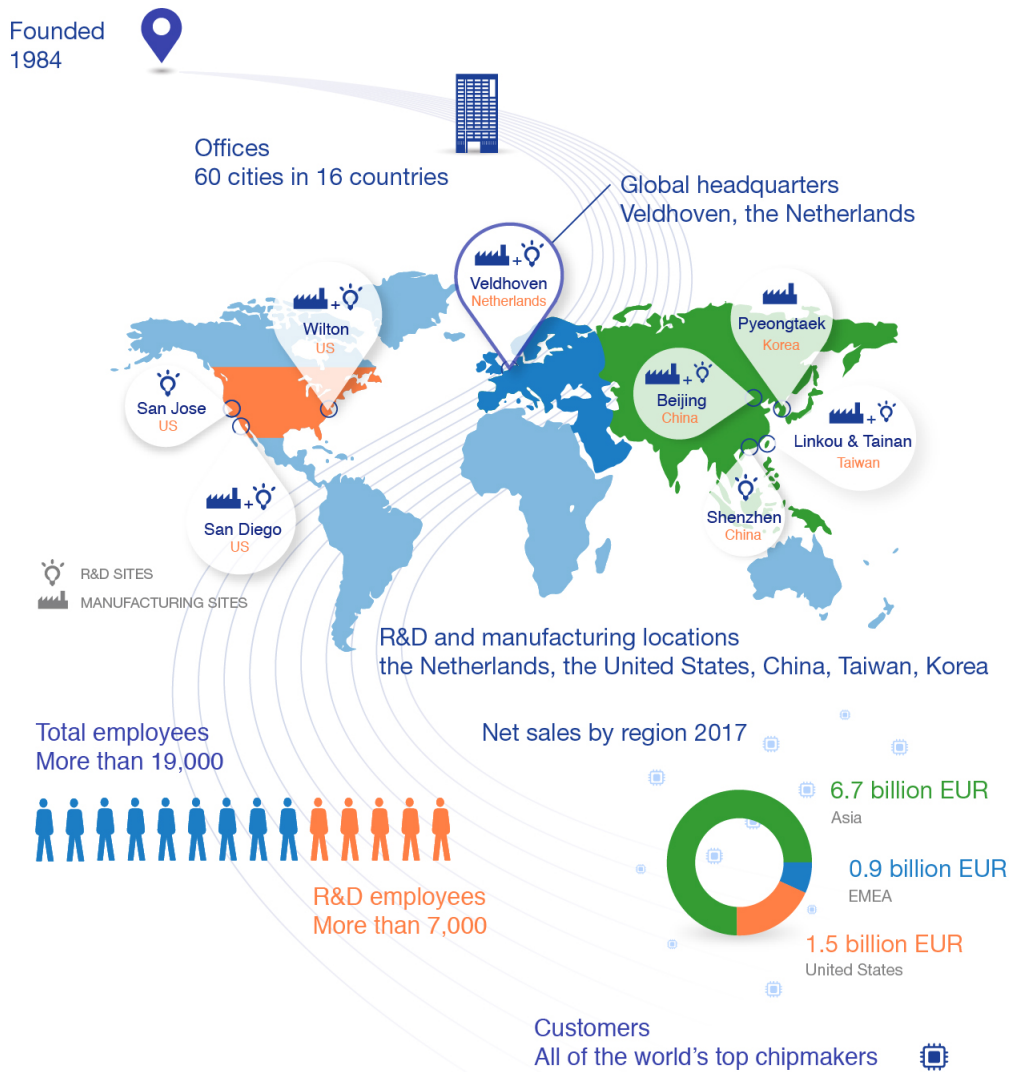 Founded
1984
Offices
60 cities in 16 countries
Global headquarters
Veldhoven, the Netherlands
Veldhoven
Netherlands
Wilton
US
Pyeongtaek
Korea
San Jose
US
Beijing
China
Linkou & Tainan
Taiwan
San Diego
US
Shenzhen
China
R&D SITES
MANUFACTURING SITES
R&D and manufacturing locations
the Netherlands, the United States, China, Taiwan, Korea
Total employees
More than 19,000
R&D employees
More than 7,000
Net sales by region 2017
6.7 billion EUR
Asia
0.9 billion EUR
EMEA
1.5 billion EUR
United States
Customers
All of the world's top chipmakers